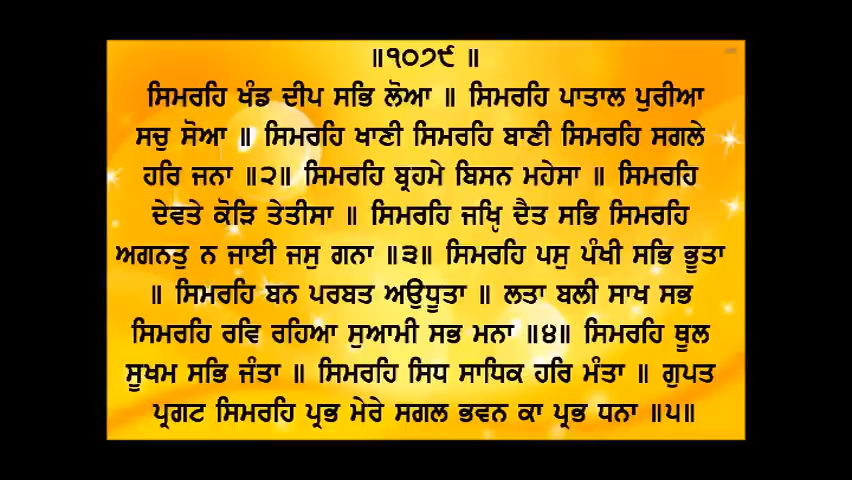 ॥੧੦੭੯ ॥
ਸਿਮਰਹਿ ਖੰਡ ਦੀਪ ਸਭਿ ਲੋਆ ॥ ਸਿਮਰਹਿ ਪਾਤਾਲ ਪੁਰੀਆ
ਸਚੁ ਸੋਆ ॥ ਸਿਮਰਹਿ ਖਾਣੀ ਸਿਮਰਹਿ ਬਾਣੀ ਸਿਮਰਹਿ ਸਗਲੇ
ਹਰਿ ਜਨਾ ॥੨॥ ਸਿਮਰਹਿ ਬ੍ਰਹਮੇ ਬਿਸਨ ਮਹੇਸਾ ॥ ਸਿਮਰਹਿ
ਦੇਵਤੇ ਕੋੜਿ ਤੇਤੀਸਾ ॥ ਸਿਮਰਹਿ ਜਖੵਿ ਦੈਤ ਸਭਿ ਸਿਮਰਹਿ
ਅਗਨਤੁ ਨ ਜਾਈ ਜਸੁ ਗਨਾ ॥੩॥ ਸਿਮਰਹਿ ਪਸੁ ਪੰਖੀ ਸਭਿ ਭੂਤਾ
॥ ਸਿਮਰਹਿ ਬਨ ਪਰਬਤ ਅਉਧੂਤਾ ॥ ਲਤਾ ਬਲੀ ਸਾਖ ਸਭ
ਸਿਮਰਹਿ ਰਵਿ ਰਹਿਆ ਸੁਆਮੀ ਸਭ ਮਨਾ ॥੪॥ ਸਿਮਰਹਿ ਥੂਲ
ਸੂਖਮ ਸਭਿ ਜੰਤਾ ॥ ਸਿਮਰਹਿ ਸਿਧ ਸਾਧਿਕ ਹਰਿ ਮੰਤਾ ॥ ਗੁਪਤ
ਪ੍ਰਗਟ ਸਿਮਰਹਿ ਪ੍ਰਭ ਮੇਰੇ ਸਗਲ ਭਵਨ ਕਾ ਪ੍ਰਭ ਧਨਾ ॥੫॥